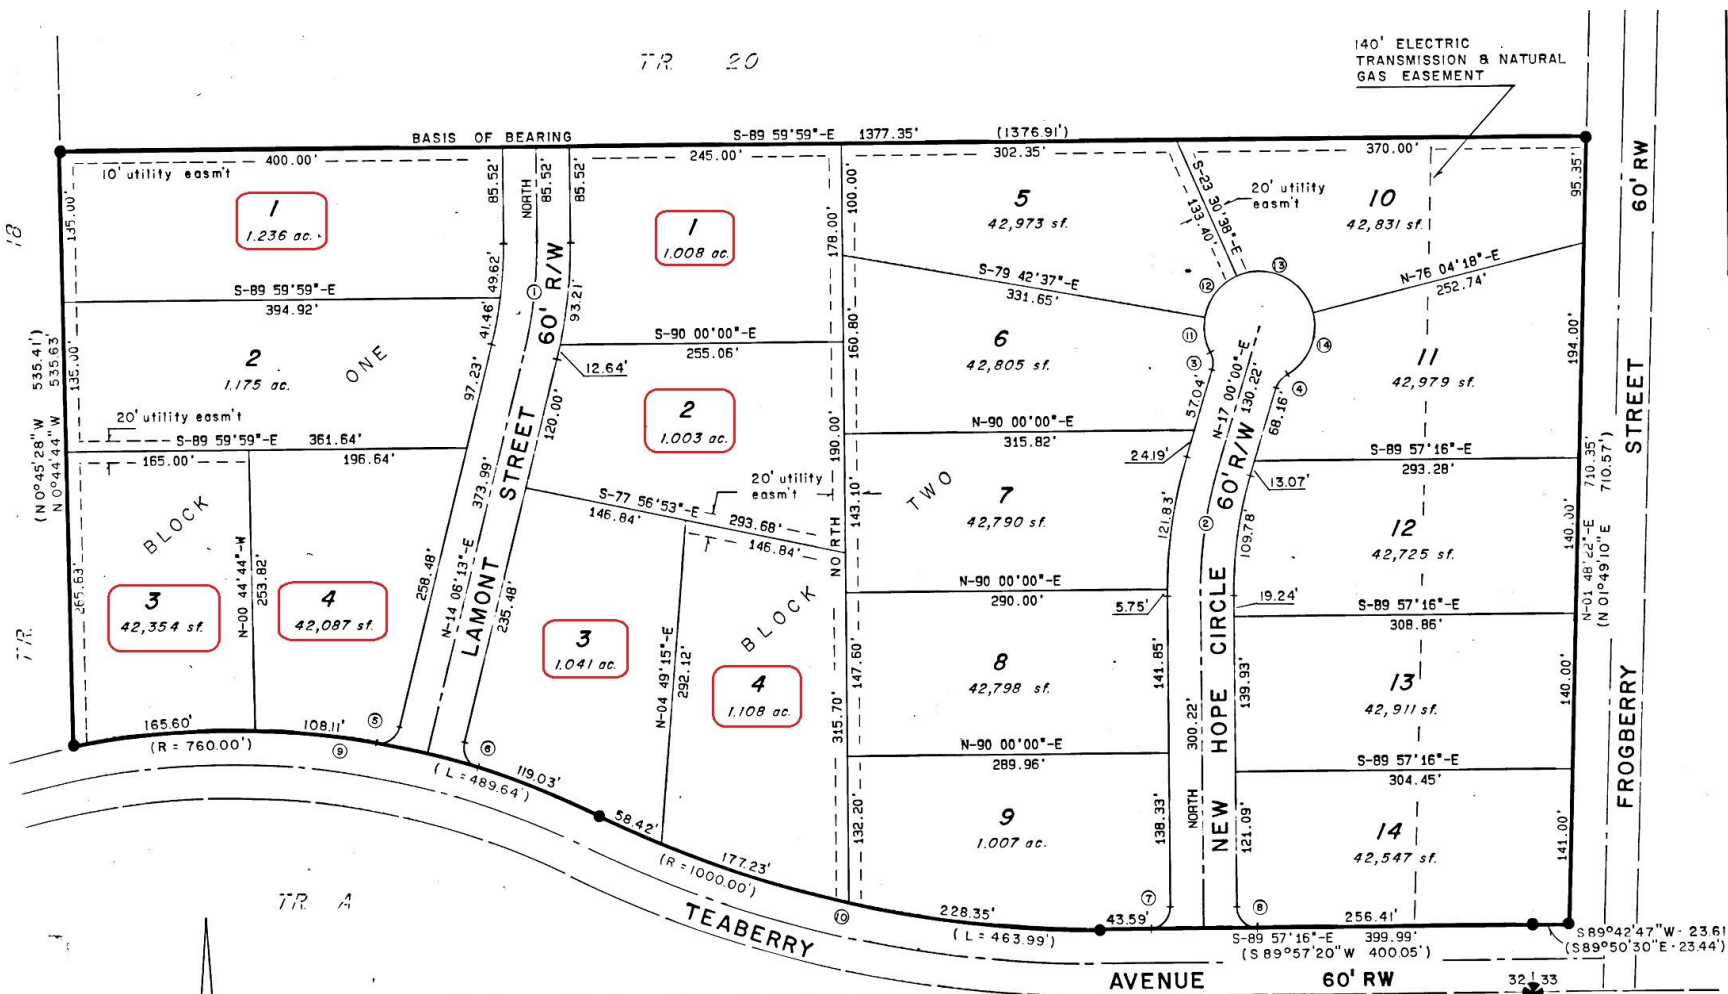 TR. 20
140' ELECTRIC
TRANSMISSION & NATURAL
GAS EASEMENT
BASIS OF BEARING
S-89 59'59"-E 1377.35' (1376.91')
400.00'
10' utility easm't
85.52'
NORTH
85.52'
85.52'
245.00'
302.35'
370.00'
95.35'
60' RW
18
135.00'
1
1.236 ac.
1
1.008 ac.
100.00'
178.00'
5
42,973 sf.
S-23 30'38"-E
133.40'
20' utility
easm't
10
42,831 sf.
S-89 59'59"-E
394.92'
49.62'
41.46'
1
60' R/W
93.21'
S-79 42'37"-E
331.65'
12
13
N-76 04'18"-E
252.74'
(N 0°45'28" W 535.41')
N 0°44'44" W 535.63'
135.00'
2
1.175 ac.
ONE
97.23'
S-90 00'00"-E
255.06'
12.64'
160.80'
6
42,805 sf.
11
3
14
4
N-17 00'00"-E
130.22'
57.04'
68.16'
11
42,979 sf.
194.00'
STREET
20' utility easm't
S-89 59'59"-E 361.64'
165.00'
196.64'
120.00'
STREET
373.99'
2
1.003 ac.
190.00'
N-90 00'00"-E
315.82'
24.19'
60' R/W
S-89 57'16"-E
293.28'
13.07'
710.35'
710.57')
BLOCK
S-77 56'53"-E
146.84'
293.68'
146.84'
20' utility
easm't
143.10'
NORTH
TWO
7
42,790 sf.
121.83'
2
109.78'
12
42,725 sf.
140.00'
N-01 48'22"-E
(N 01°49'10" E
265.63'
3
42,354 sf.
N-00 44'44"-W
253.82'
4
42,087 sf.
258.48'
N-14 06'13"-E
LAMONT
235.48'
3
1.041 ac.
N-04 49'15"-E
292.12'
BLOCK
4
1.108 ac.
147.60'
315.70'
N-90 00'00"-E
290.00'
5.75'
19.24'
S-89 57'16"-E
308.86'
8
42,798 sf.
141.85'
300.22'
NEW HOPE CIRCLE
139.93'
13
42,911 sf.
140.00'
FROGBERRY
TR.
165.60'
(R = 760.00')
108.11'
5
9
6
119.03'
(L = 489.64')
58.42'
177.23'
(R = 1000.00')
132.20'
N-90 00'00"-E
289.96'
S-89 57'16"-E
304.45'
9
1.007 ac.
138.33'
NORTH
121.09'
14
42,547 sf.
141.00'
TR. A
10
TEABERRY
228.35'
(L = 463.99')
43.59'
7
8
256.41'
S-89 57'16"-E 399.99'
(S 89°57'20" W 400.05')
S89°42'47"W- 23.61
(S89°50'30"E-23.44')
AVENUE
60' RW
32 33